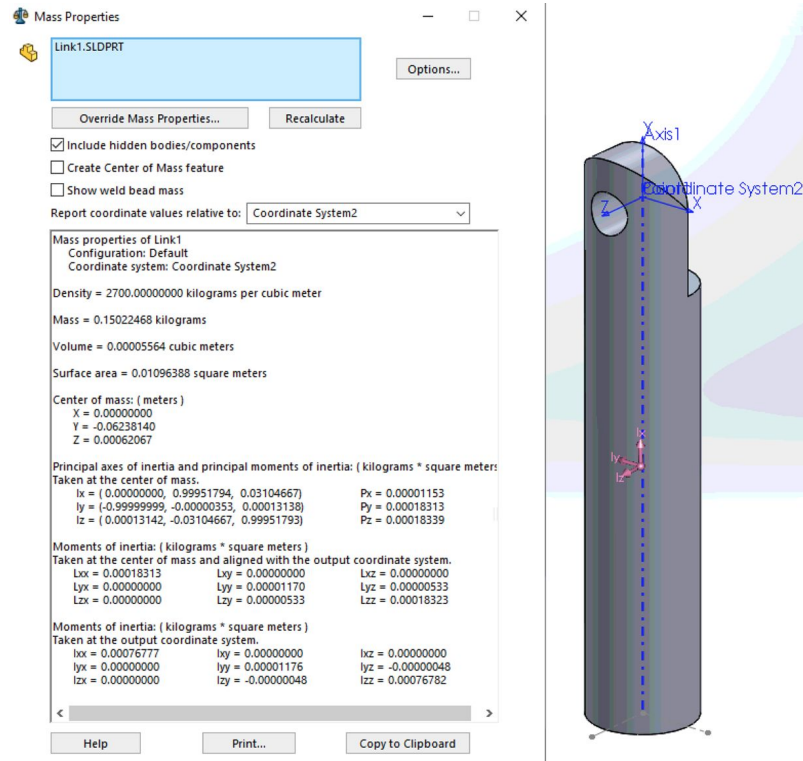 Mass Properties
Link1.SLDPRT
Options...
Override Mass Properties...
Recalculate
Include hidden bodies/components
Create Center of Mass feature
Show weld bead mass
Report coordinate values relative to: Coordinate System2
Mass properties of Link1
Configuration: Default
Coordinate system: Coordinate System2
Density = 2700.00000000 kilograms per cubic meter
Mass = 0.15022468 kilograms
Volume = 0.00005564 cubic meters
Surface area = 0.01096388 square meters
Center of mass: ( meters )
X = 0.00000000
Y = -0.06238140
Z = 0.00062067
Principal axes of inertia and principal moments of inertia: ( kilograms * square meters
Taken at the center of mass.
Ix = ( 0.00000000, 0.99951794, 0.03104667) Px = 0.00001153
Iy = (-0.99999999, -0.00000353, 0.00013138) Py = 0.00018313
Iz = ( 0.00013142, -0.03104667, 0.99951793) Pz = 0.00018339
Moments of inertia: ( kilograms * square meters )
Taken at the center of mass and aligned with the output coordinate system.
Lxx = 0.00018313 Lxy = 0.00000000 Lxz = 0.00000000
Lyx = 0.00000000 Lyy = 0.00001170 Lyz = 0.00000533
Lzx = 0.00000000 Lzy = 0.00000533 Lzz = 0.00018323
Moments of inertia: ( kilograms * square meters )
Taken at the output coordinate system.
Ixx = 0.00076777 Ixy = 0.00000000 Ixz = 0.00000000
Iyx = 0.00000000 Iyy = 0.00001176 Iyz = -0.00000048
Izx = 0.00000000 Izy = -0.00000048 Izz = 0.00076782
Help
Print...
Copy to Clipboard
Y
Axis1
Coordinate System2
Z
X
Ix
Iy
Iz